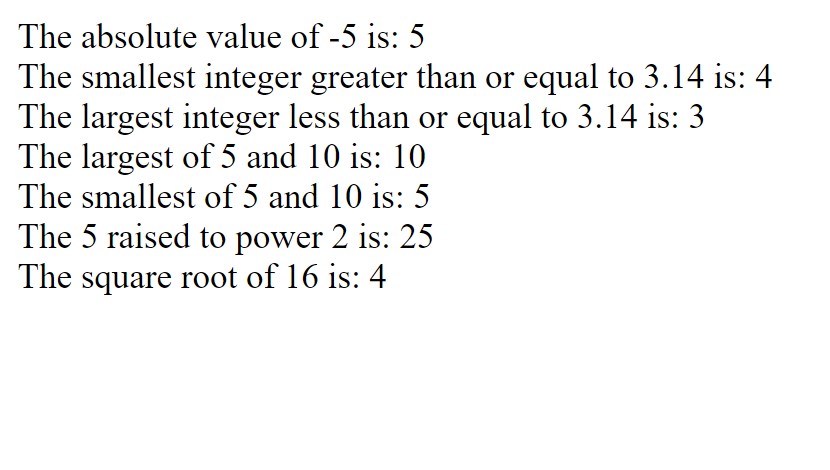 The absolute value of -5 is: 5
The smallest integer greater than or equal to 3.14 is: 4
The largest integer less than or equal to 3.14 is: 3
The largest of 5 and 10 is: 10
The smallest of 5 and 10 is: 5
The 5 raised to power 2 is: 25
The square root of 16 is: 4